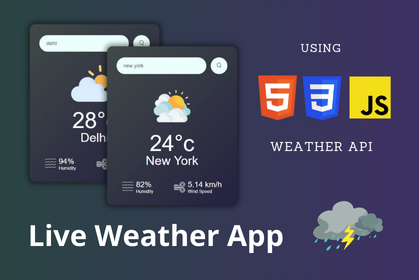 delhi
28°
Delh
94%
Humidity
new york
24°c
New York
82%
Humidity
5.14 km/h
Wind Speed
USING
5
3
JS
WEATHER API
Live Weather App